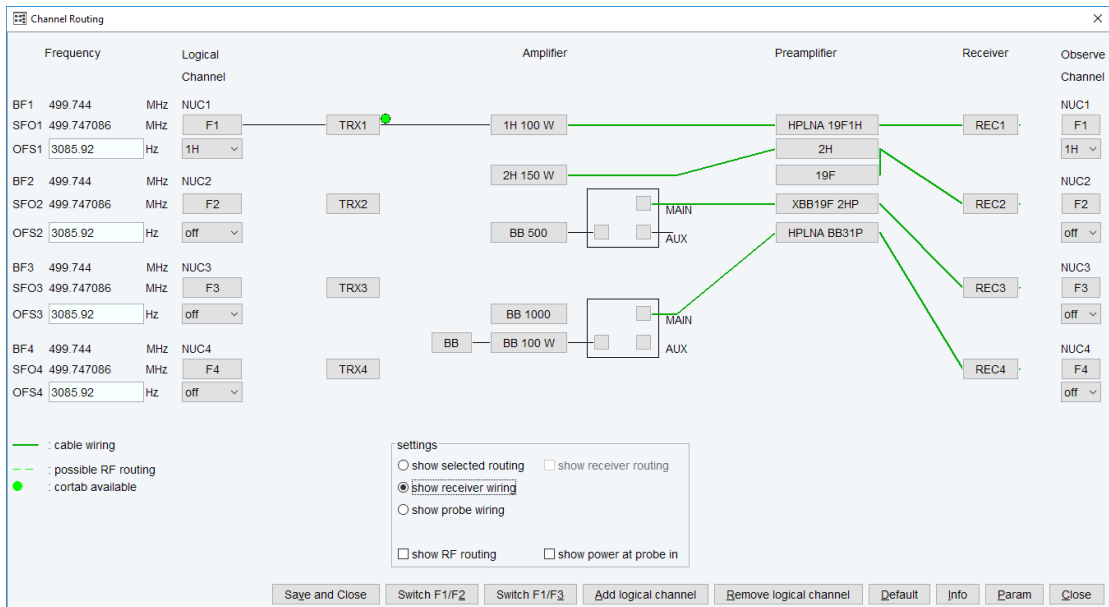 Channel Routing
Frequency Logical Channel Amplifier Preamplifier Receiver Observe Channel
BF1 499.744 MHz NUC1 NUC1
SFO1 499.747086 MHz F1 TRX1 1H 100 W HPLNA 19F1H REC1 F1
OFS1 3085.92 Hz 1H 2H 1H
2H 150 W 19F
BF2 499.744 MHz NUC2 NUC2
SFO2 499.747086 MHz F2 TRX2 MAIN XBB19F 2HP REC2 F2
OFS2 3085.92 Hz off BB 500 AUX HPLNA BB31P off
BF3 499.744 MHz NUC3 NUC3
SFO3 499.747086 MHz F3 TRX3 REC3 F3
OFS3 3085.92 Hz off BB 1000 MAIN off
BF4 499.744 MHz NUC4 BB BB 100 W AUX NUC4
SFO4 499.747086 MHz F4 TRX4 REC4 F4
OFS4 3085.92 Hz off off
: cable wiring
: possible RF routing
: cortab available
settings
show selected routing show receiver routing
show receiver wiring
show probe wiring
show RF routing show power at probe in
Save and Close Switch F1/F2 Switch F1/F3 Add logical channel Remove logical channel Default Info Param Close